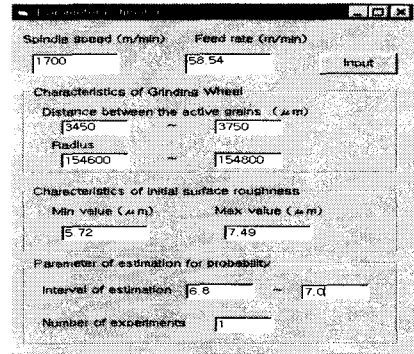 Spindle speed (m/min) Feed rate (m/min)
1700 58.54 Input
Characteristics of Grinding Wheel
Distance between the active grains (μm)
3450 ~ 3750
Radius
154600 ~ 154800
Characteristics of initial surface roughness
Min value (μm) Max value (μm)
5.72 7.49
Parameter of estimation for probability
Interval of estimation 6.8 ~ 7.0
Number of experiments 1